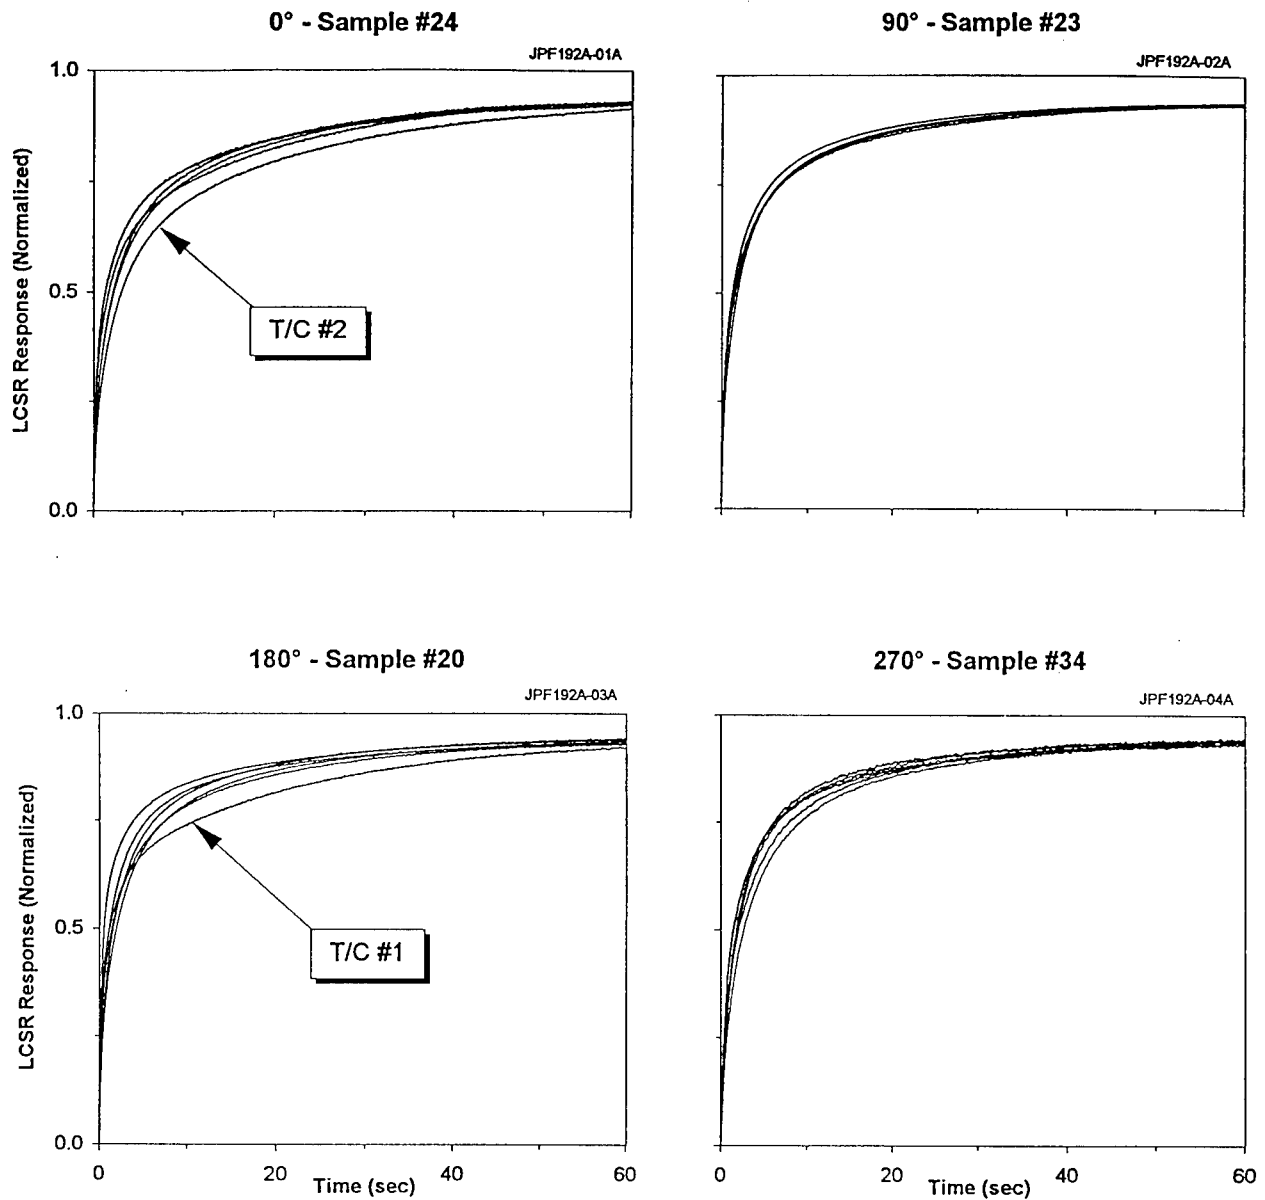 0° - Sample #24
JPF192A-01A
1.0
0.5
0.0
LCSR Response (Normalized)
T/C #2
90° - Sample #23
JPF192A-02A
180° - Sample #20
JPF192A-03A
1.0
0.5
0.0
LCSR Response (Normalized)
T/C #1
0 20 40 60
Time (sec)
270° - Sample #34
JPF192A-04A
0 20 40 60
Time (sec)